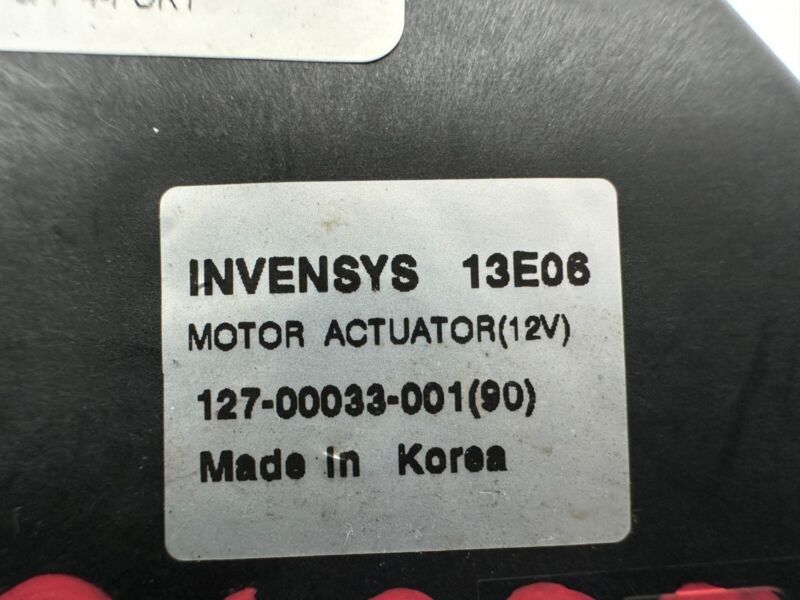 INVENSYS 13E06
MOTOR ACTUATOR(12V)
127-00033-001(90)
Made In Korea